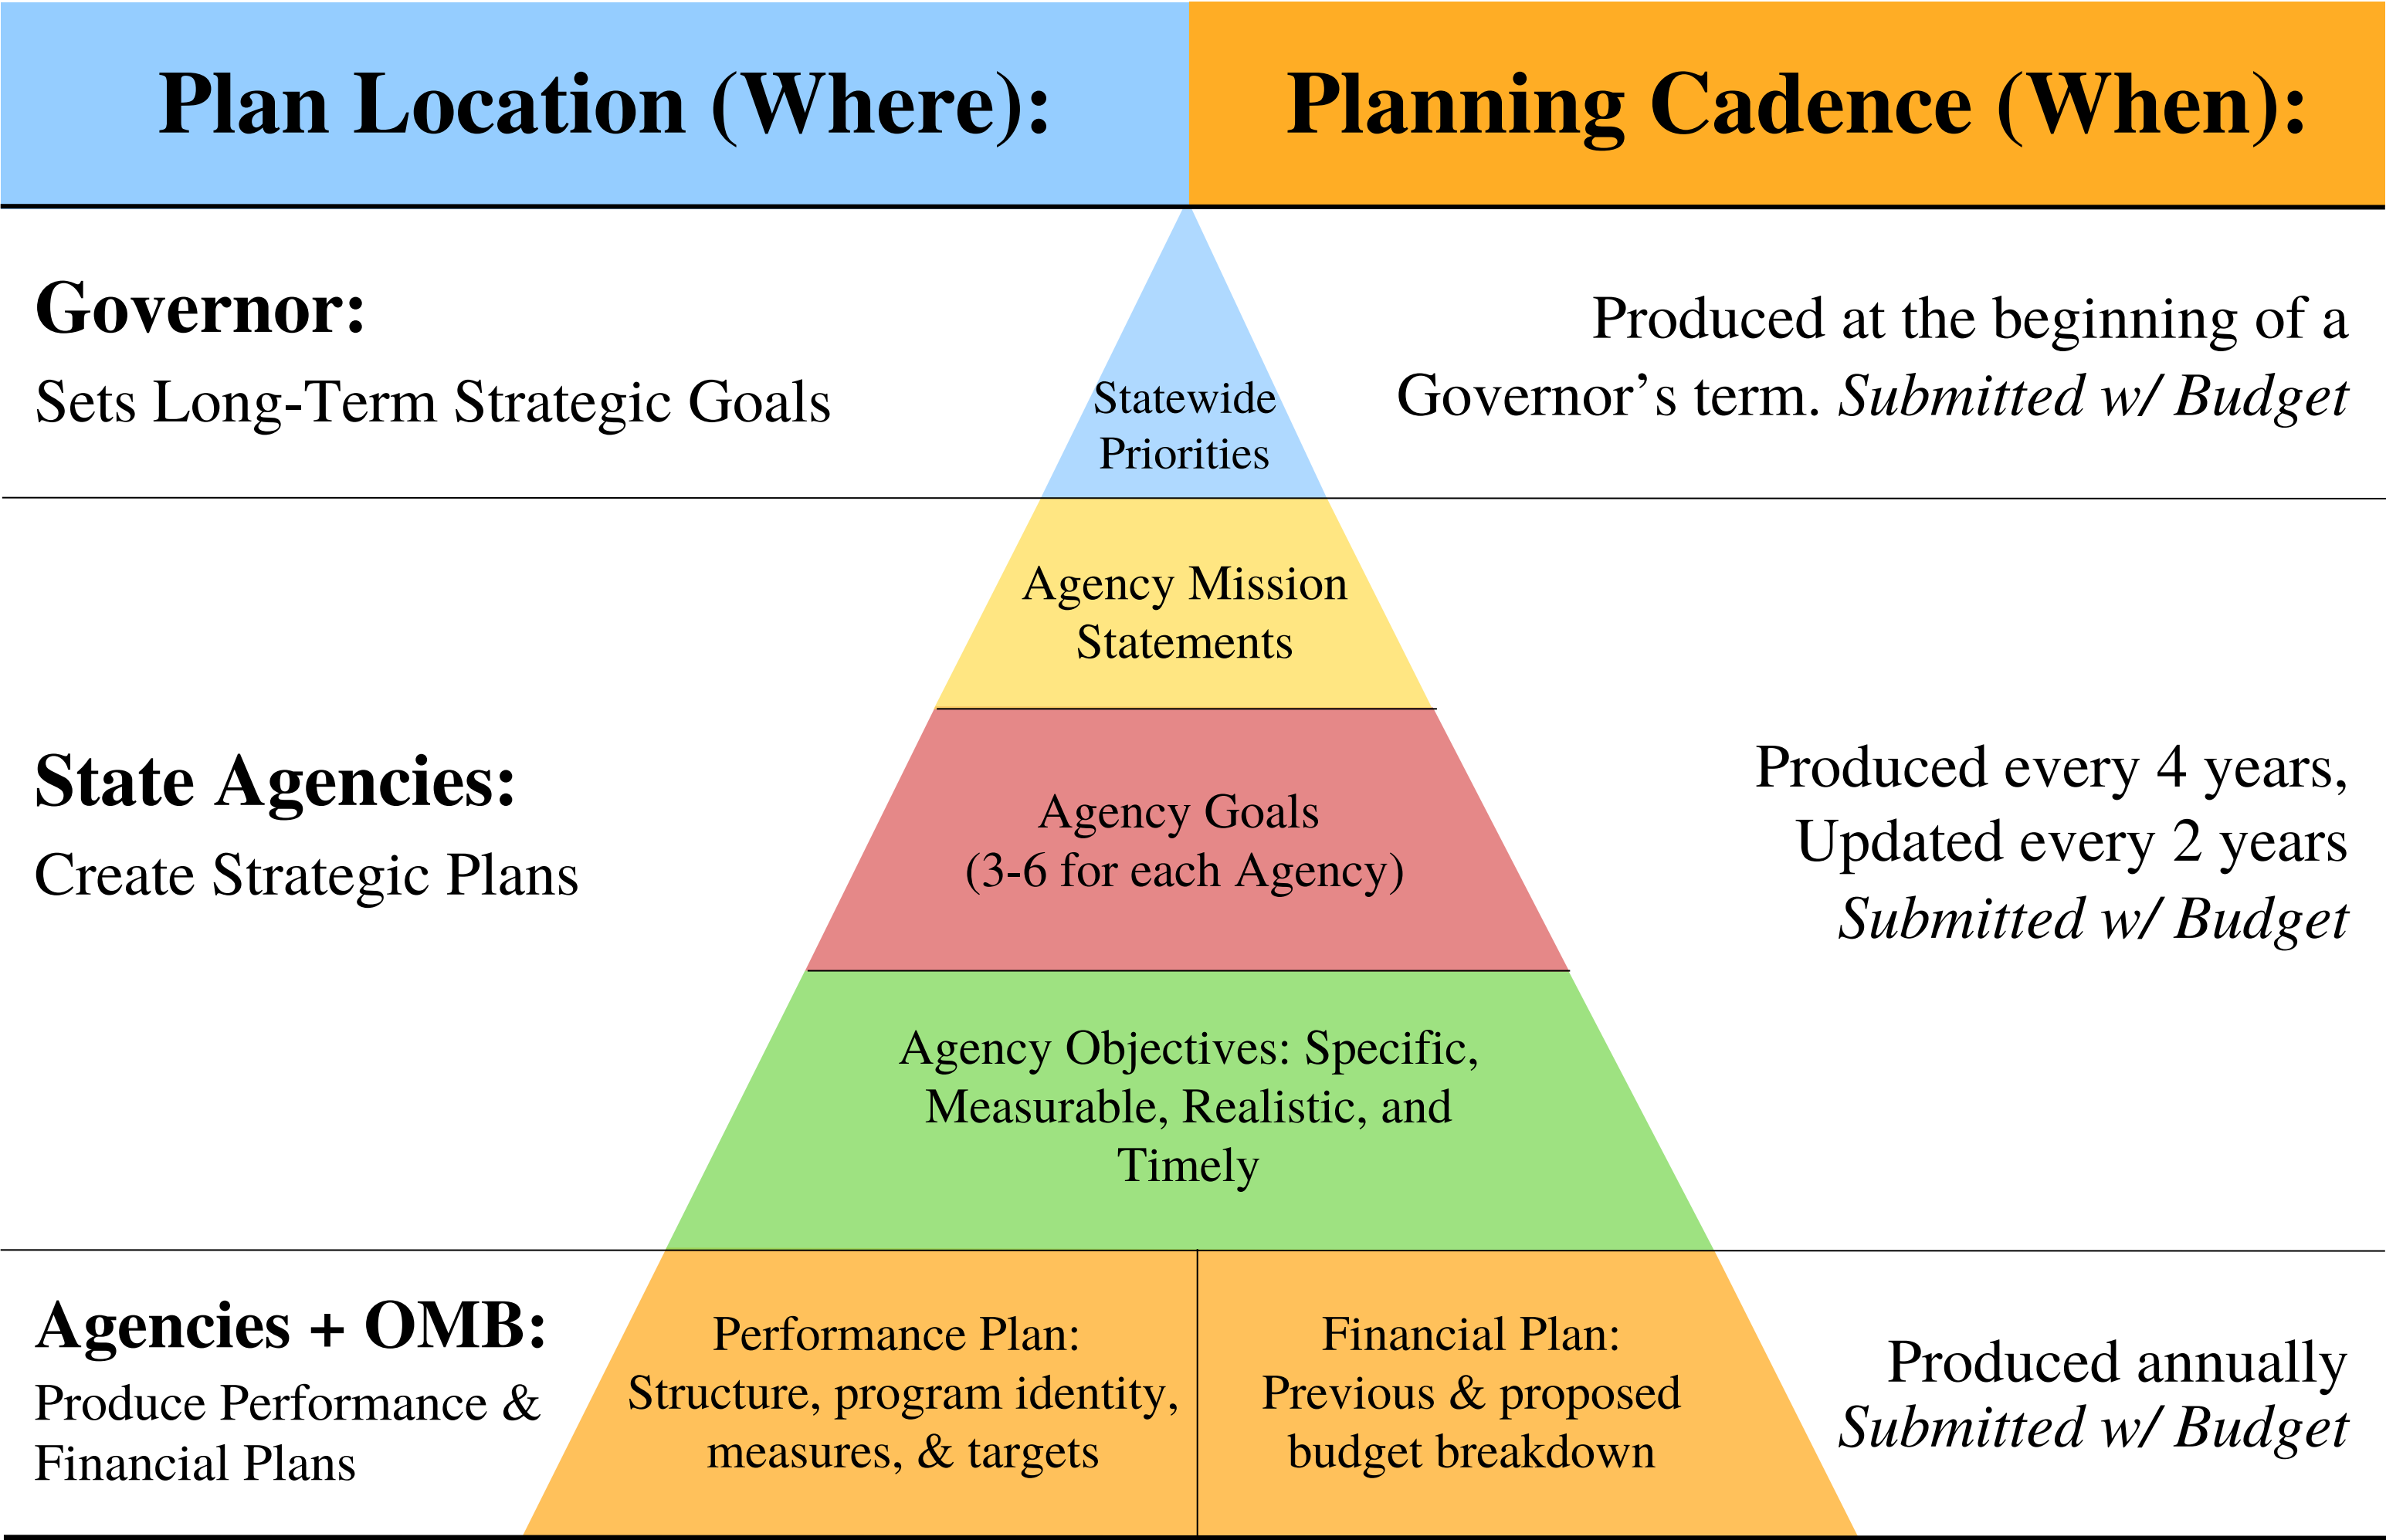 Plan Location (Where):
Planning Cadence (When):
Governor:
Sets Long-Term Strategic Goals
Statewide
Priorities
Produced at the beginning of a
Governor’s term. Submitted w/ Budget
State Agencies:
Create Strategic Plans
Agency Mission
Statements
Agency Goals
(3-6 for each Agency)
Agency Objectives: Specific,
Measurable, Realistic, and
Timely
Produced every 4 years,
Updated every 2 years
Submitted w/ Budget
Agencies + OMB:
Produce Performance &
Financial Plans
Performance Plan:
Structure, program identity,
measures, & targets
Financial Plan:
Previous & proposed
budget breakdown
Produced annually
Submitted w/ Budget